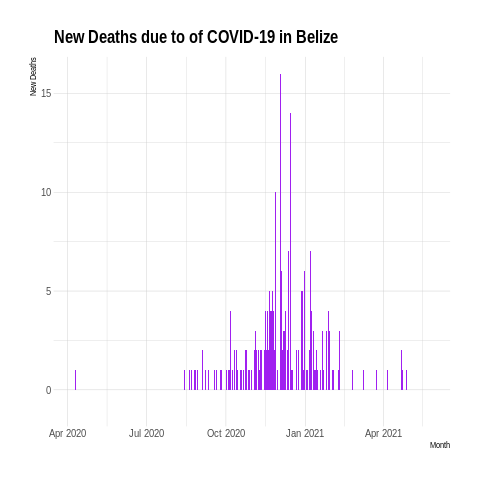 New Deaths due to of COVID-19 in Belize
New Deaths
15
10
5
0
Apr 2020 Jul 2020 Oct 2020 Jan 2021 Apr 2021
Month